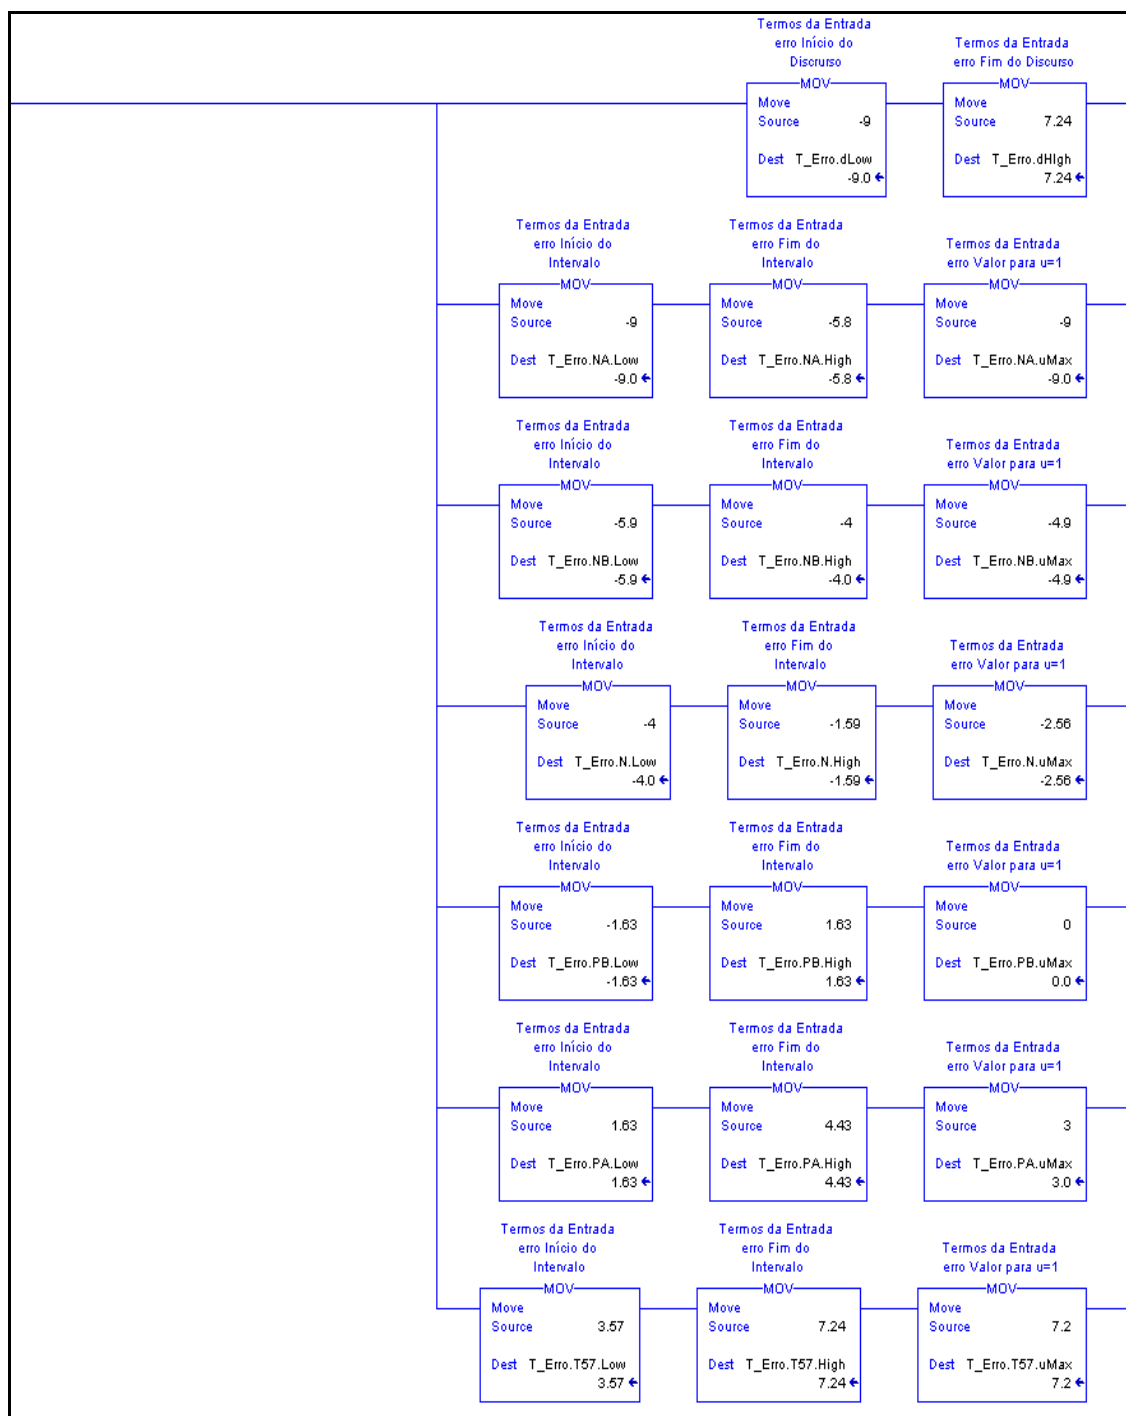 Termos da Entrada
erro Início do
Discrurso
Termos da Entrada
erro Fim do Discurso
MOV
Move
Source -9
Dest T_Erro.dLow
-9.0
MOV
Move
Source 7.24
Dest T_Erro.dHIgh
7.24
Termos da Entrada
erro Início do
Intervalo
Termos da Entrada
erro Fim do
Intervalo
Termos da Entrada
erro Valor para u=1
MOV
Move
Source -9
Dest T_Erro.NA.Low
-9.0
MOV
Move
Source -5.8
Dest T_Erro.NA.High
-5.8
MOV
Move
Source -9
Dest T_Erro.NA.uMax
-9.0
Termos da Entrada
erro Início do
Intervalo
Termos da Entrada
erro Fim do
Intervalo
Termos da Entrada
erro Valor para u=1
MOV
Move
Source -5.9
Dest T_Erro.NB.Low
-5.9
MOV
Move
Source -4
Dest T_Erro.NB.High
-4.0
MOV
Move
Source -4.9
Dest T_Erro.NB.uMax
-4.9
Termos da Entrada
erro Início do
Intervalo
Termos da Entrada
erro Fim do
Intervalo
Termos da Entrada
erro Valor para u=1
MOV
Move
Source -4
Dest T_Erro.N.Low
-4.0
MOV
Move
Source -1.59
Dest T_Erro.N.High
-1.59
MOV
Move
Source -2.56
Dest T_Erro.N.uMax
-2.56
Termos da Entrada
erro Início do
Intervalo
Termos da Entrada
erro Fim do
Intervalo
Termos da Entrada
erro Valor para u=1
MOV
Move
Source -1.63
Dest T_Erro.PB.Low
-1.63
MOV
Move
Source 1.63
Dest T_Erro.PB.High
1.63
MOV
Move
Source 0
Dest T_Erro.PB.uMax
0.0
Termos da Entrada
erro Início do
Intervalo
Termos da Entrada
erro Fim do
Intervalo
Termos da Entrada
erro Valor para u=1
MOV
Move
Source 1.63
Dest T_Erro.PA.Low
1.63
MOV
Move
Source 4.43
Dest T_Erro.PA.High
4.43
MOV
Move
Source 3
Dest T_Erro.PA.uMax
3.0
Termos da Entrada
erro Início do
Intervalo
Termos da Entrada
erro Fim do
Intervalo
Termos da Entrada
erro Valor para u=1
MOV
Move
Source 3.57
Dest T_Erro.T57.Low
3.57
MOV
Move
Source 7.24
Dest T_Erro.T57.High
7.24
MOV
Move
Source 7.2
Dest T_Erro.T57.uMax
7.2